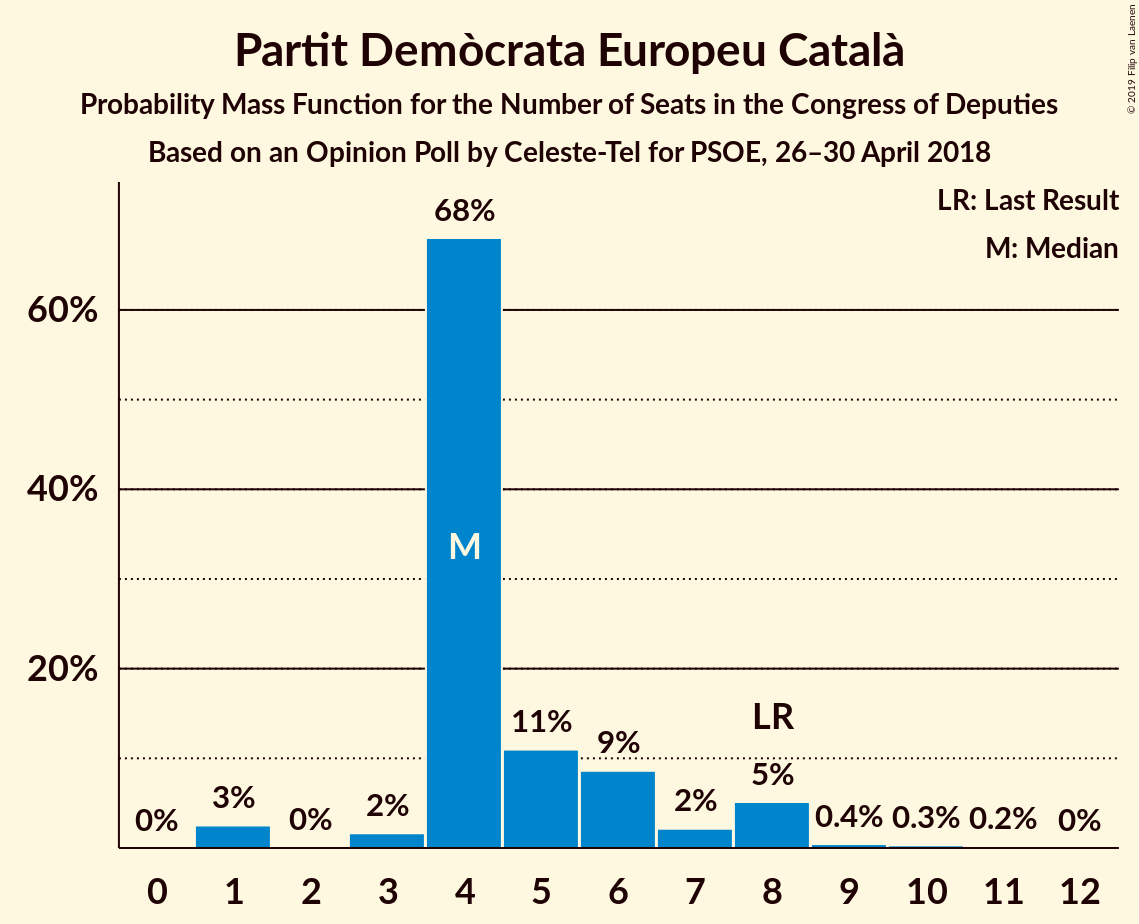 Partit Demòcrata Europeu Català
Probability Mass Function for the Number of Seats in the Congress of Deputies
Based on an Opinion Poll by Celeste-Tel for PSOE, 26–30 April 2018
© 2019 Filip van Laenen
LR: Last Result
M: Median
60%
40%
20%
0%
3%
0%
2%
68%
M
11%
9%
2%
LR
5%
0.4%
0.3%
0.2%
0%
0 1 2 3 4 5 6 7 8 9 10 11 12